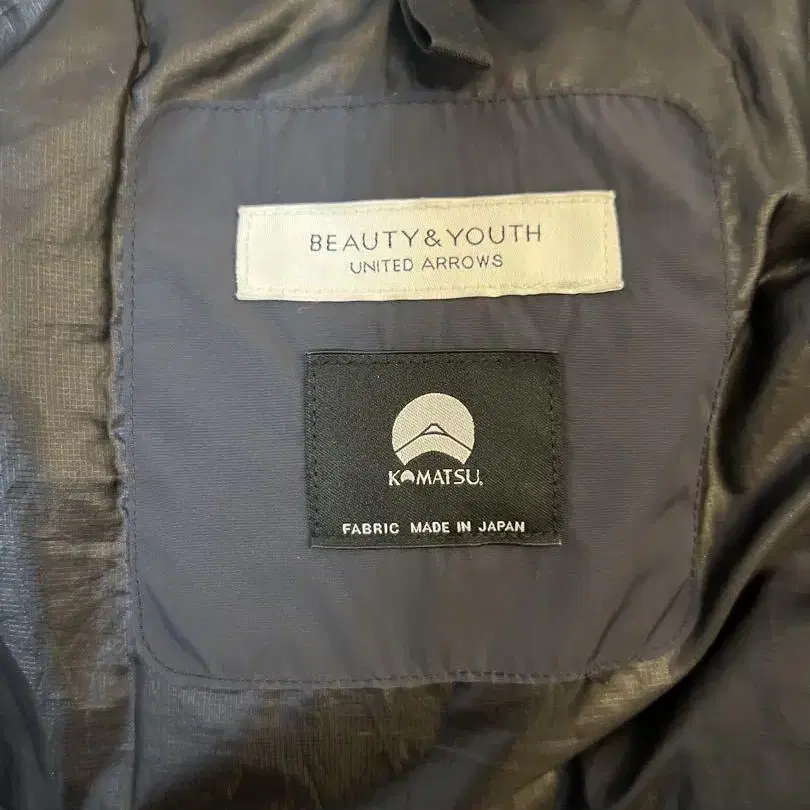 BEAUTY & YOUTH
UNITED ARROWS
KOMATSU.
FABRIC MADE IN JAPAN